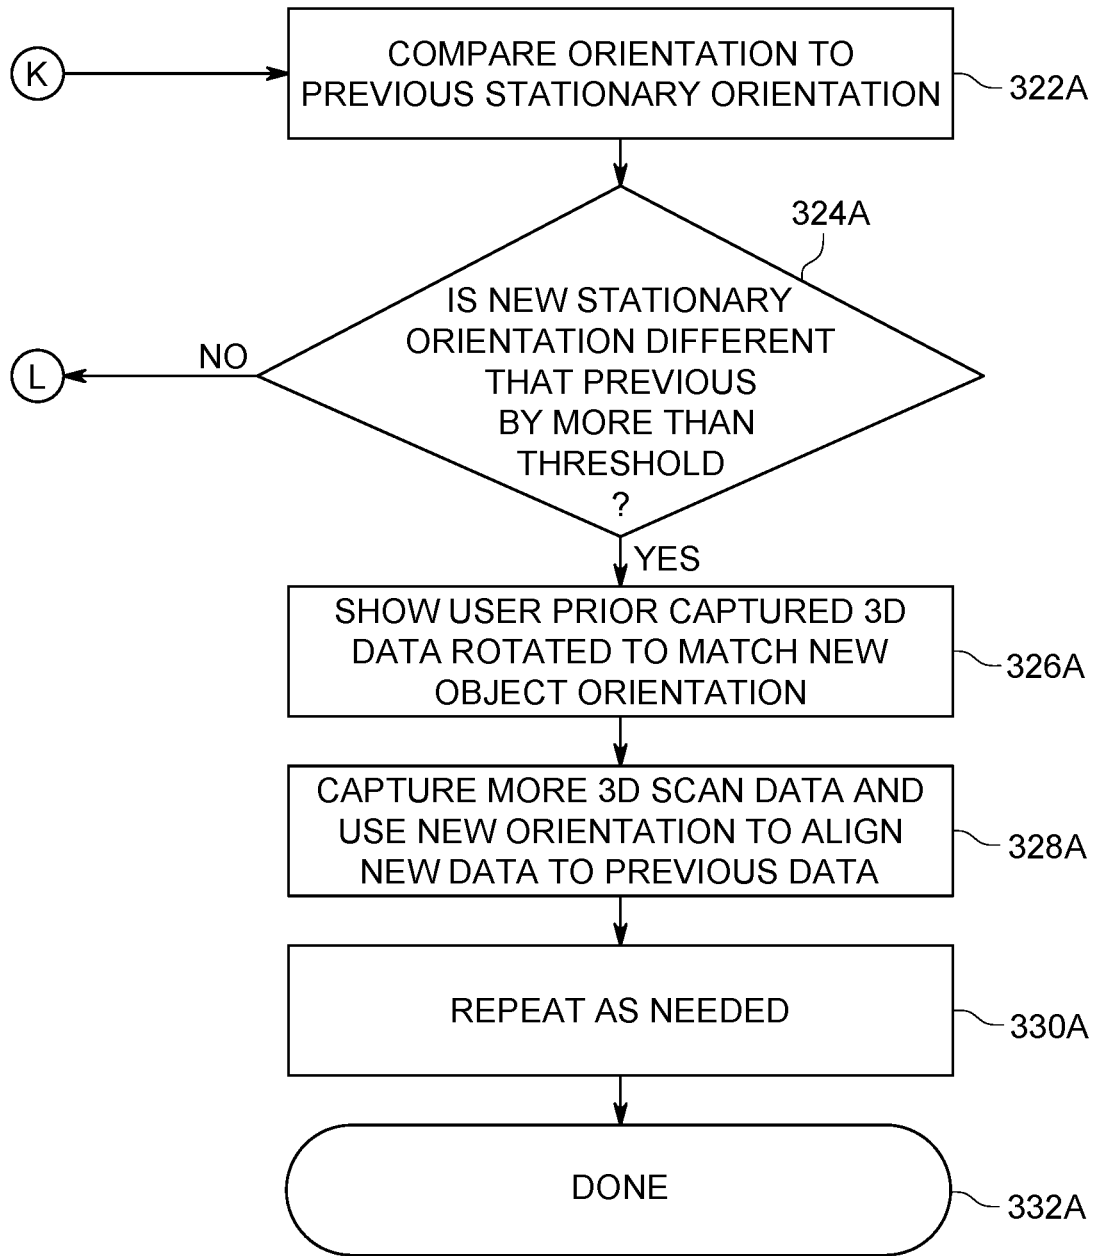 K
COMPARE ORIENTATION TO
PREVIOUS STATIONARY ORIENTATION
322A
324A
IS NEW STATIONARY
ORIENTATION DIFFERENT
THAT PREVIOUS
BY MORE THAN
THRESHOLD
?
NO
L
YES
SHOW USER PRIOR CAPTURED 3D
DATA ROTATED TO MATCH NEW
OBJECT ORIENTATION
326A
CAPTURE MORE 3D SCAN DATA AND
USE NEW ORIENTATION TO ALIGN
NEW DATA TO PREVIOUS DATA
328A
REPEAT AS NEEDED
330A
DONE
332A